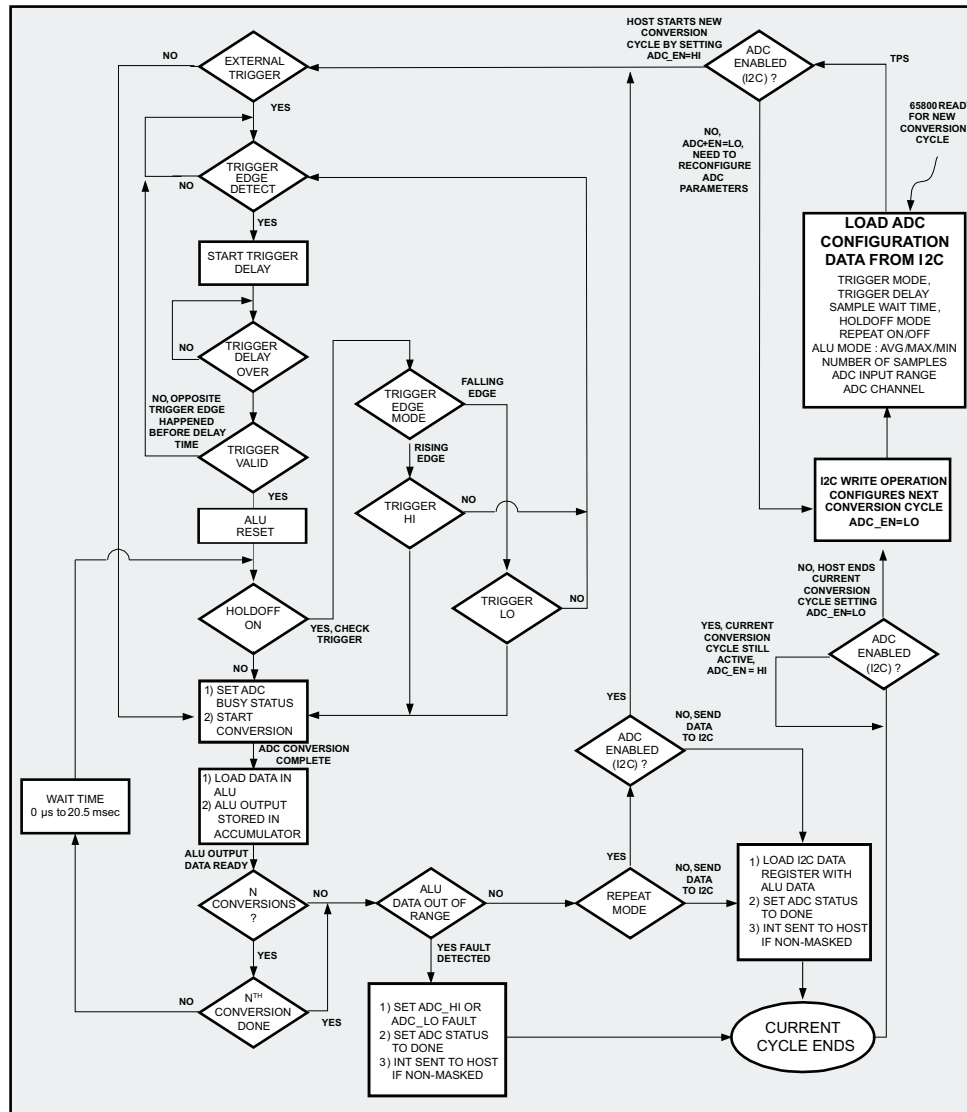 HOST STARTS NEW
CONVERSION
CYCLE BY SETTING
ADC_EN=HI
NO
EXTERNAL
TRIGGER
YES
ADC
ENABLED
(I2C) ?
TPS
65800 READ
FOR NEW
CONVERSION
CYCLE
NO,
ADC+EN=LO,
NEED TO
RECONFIGURE
ADC
PARAMETERS
TRIGGER
EDGE
DETECT
NO
YES
START TRIGGER
DELAY
TRIGGER
DELAY
OVER
NO
NO, OPPOSITE
TRIGGER EDGE
HAPPENED
BEFORE DELAY
TIME
TRIGGER
VALID
YES
ALU
RESET
HOLDOFF
ON
YES, CHECK
TRIGGER
NO
TRIGGER
EDGE
MODE
FALLING
EDGE
RISING
EDGE
TRIGGER
HI
NO
TRIGGER
LO
NO
LOAD ADC
CONFIGURATION
DATA FROM I2C
TRIGGER MODE,
TRIGGER DELAY
SAMPLE WAIT TIME,
HOLDOFF MODE
REPEAT ON/OFF
ALU MODE : AVG/MAX/MIN
NUMBER OF SAMPLES
ADC INPUT RANGE
ADC CHANNEL
I2C WRITE OPERATION
CONFIGURES NEXT
CONVERSION CYCLE
ADC_EN=LO
NO, HOST ENDS
CURRENT
CONVERSION
CYCLE SETTING
ADC_EN=LO
YES, CURRENT
CONVERSION
CYCLE STILL
ACTIVE,
ADC_EN = HI
ADC
ENABLED
(I2C) ?
1) SET ADC
BUSY STATUS
2) START
CONVERSION
ADC CONVERSION
COMPLETE
1) LOAD DATA IN
ALU
2) ALU OUTPUT
STORED IN
ACCUMULATOR
WAIT TIME
0 µs to 20.5 msec
ALU OUTPUT
DATA READY
YES
ADC
ENABLED
(I2C) ?
NO, SEND
DATA
TO I2C
N
CONVERSIONS
?
NO
YES
ALU
DATA OUT OF
RANGE
NO
YES FAULT
DETECTED
REPEAT
MODE
YES
NO, SEND
DATA
TO I2C
1) LOAD I2C DATA
REGISTER WITH
ALU DATA
2) SET ADC STATUS
TO DONE
3) INT SENT TO HOST
IF NON-MASKED
NO
NTH
CONVERSION
DONE
YES
1) SET ADC_HI OR
ADC_LO FAULT
2) SET ADC STATUS
TO DONE
3) INT SENT TO HOST
IF NON-MASKED
CURRENT
CYCLE ENDS